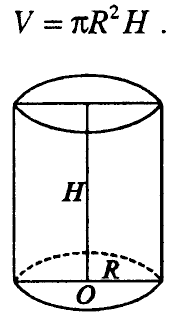 V = πR²H .
H
R
O